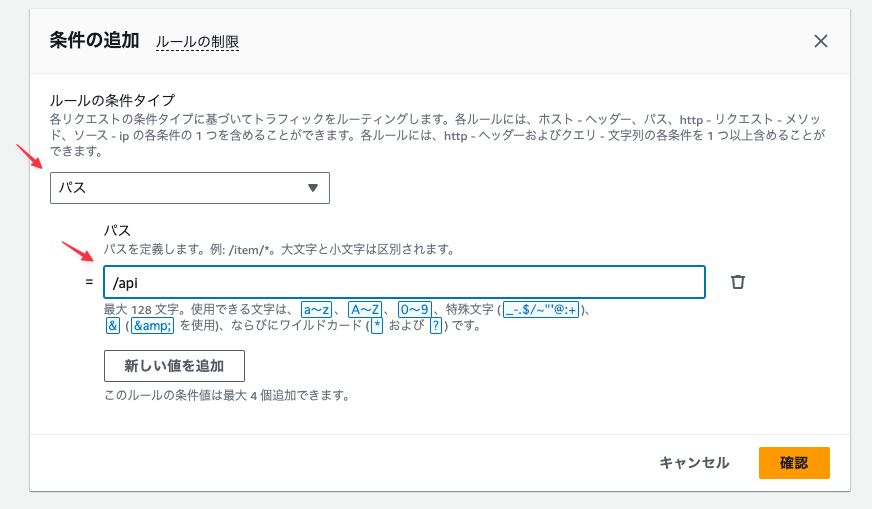 条件の追加 ルールの制限
ルールの条件タイプ
各リクエストの条件タイプに基づいてトラフィックをルーティングします。各ルールには、ホスト - ヘッダー、パス、http - リクエスト - メソッ
ド、ソース - ip の各条件の 1 つを含めることができます。各ルールには、http - ヘッダーおよびクエリ - 文字列の各条件を 1 つ以上含めることが
できます。
パス
パス
パスを定義します。例: /item/*。大文字と小文字は区別されます。
= /api
最大 128 文字。使用できる文字は、 a〜z 、 A〜Z 、 0〜9 、特殊文字 ( _-.$/~"'@:+ )、
& ( &amp; を使用)、ならびにワイルドカード ( * および ? ) です。
新しい値を追加
このルールの条件値は最大 4 個追加できます。
キャンセル 確認